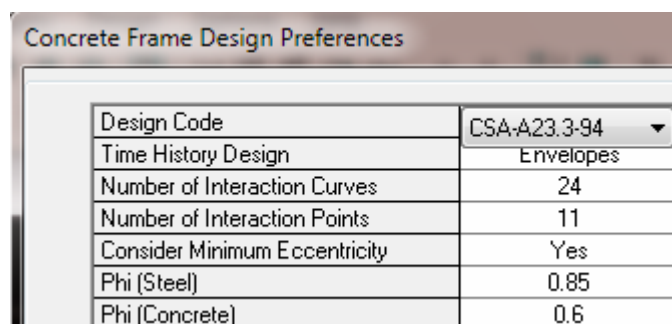 Concrete Frame Design Preferences
Design Code CSA-A23.3-94
Time History Design Envelopes
Number of Interaction Curves 24
Number of Interaction Points 11
Consider Minimum Eccentricity Yes
Phi (Steel) 0.85
Phi (Concrete) 0.6